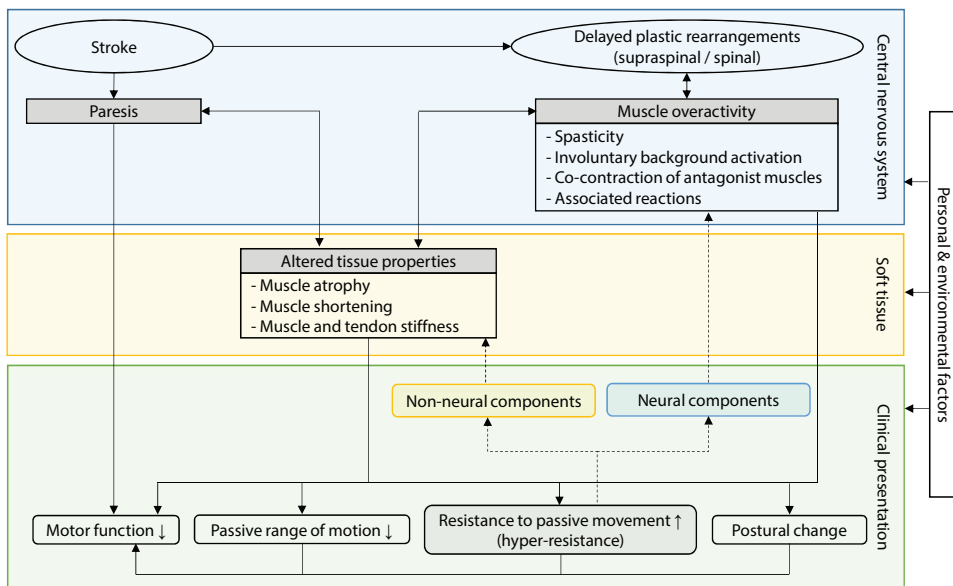 Stroke
Delayed plastic rearrangements
(supraspinal / spinal)
Central nervous system
Paresis
Muscle overactivity
- Spasticity
- Involuntary background activation
- Co-contraction of antagonist muscles
- Associated reactions
Personal & environmental factors
Altered tissue properties
- Muscle atrophy
- Muscle shortening
- Muscle and tendon stiffness
Soft tissue
Non-neural components
Neural components
Clinical presentation
Motor function ↓
Passive range of motion ↓
Resistance to passive movement ↑
(hyper-resistance)
Postural change